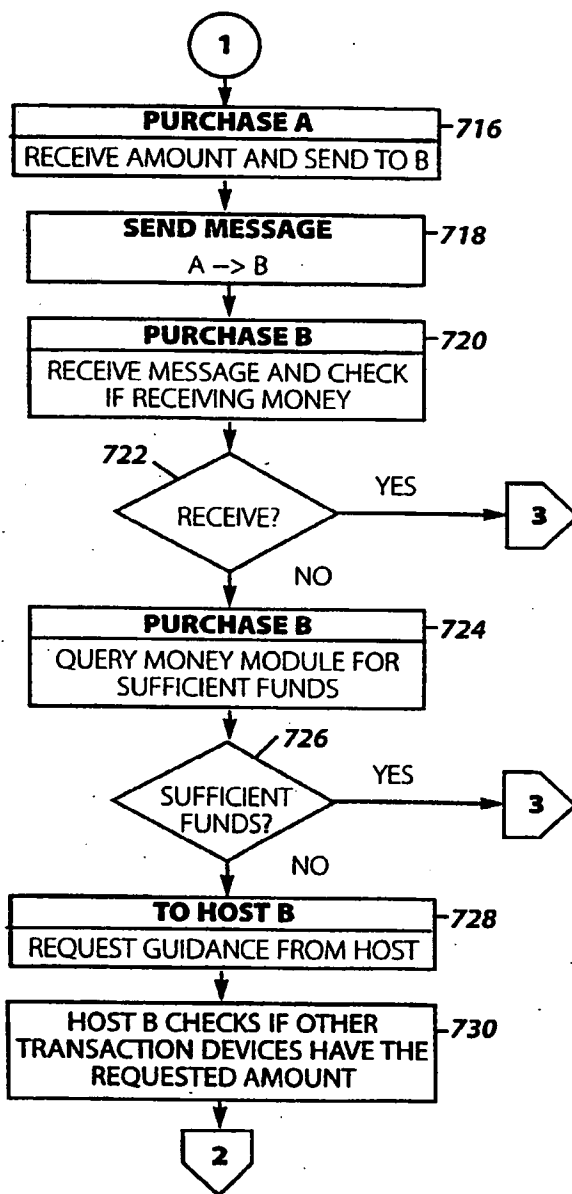 1
PURCHASE A
716
RECEIVE AMOUNT AND SEND TO B
SEND MESSAGE
718
A –> B
PURCHASE B
720
RECEIVE MESSAGE AND CHECK
IF RECEIVING MONEY
722
RECEIVE?
YES
3
NO
PURCHASE B
724
QUERY MONEY MODULE FOR
SUFFICIENT FUNDS
726
SUFFICIENT
FUNDS?
YES
3
NO
TO HOST B
728
REQUEST GUIDANCE FROM HOST
HOST B CHECKS IF OTHER
730
TRANSACTION DEVICES HAVE THE
REQUESTED AMOUNT
2